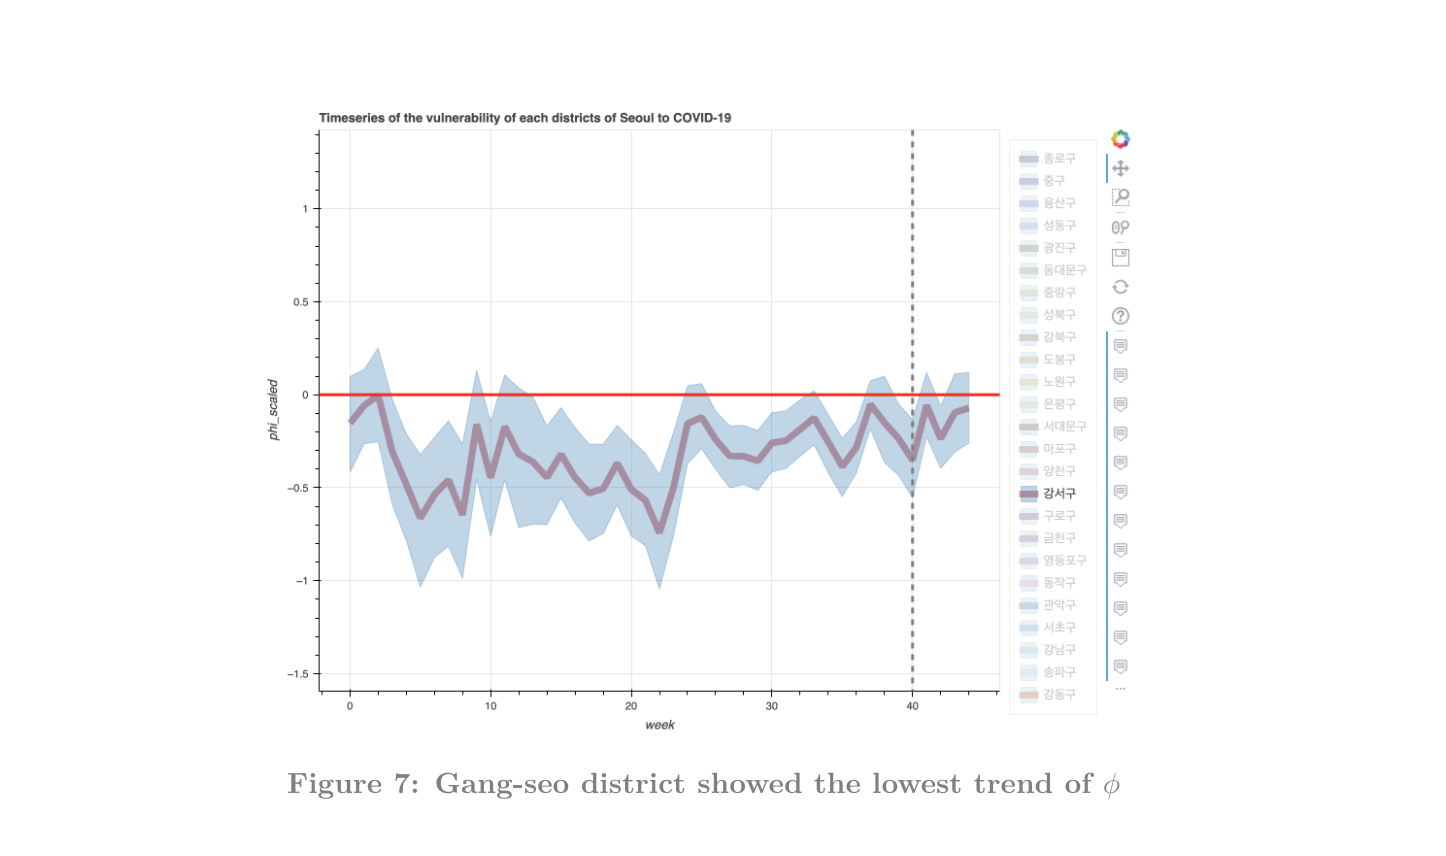 Timeseries of the vulnerability of each districts of Seoul to COVID-19
1
0.5
0
−0.5
−1
−1.5
phi_scaled
0 10 20 30 40
week
종로구
중구
용산구
성동구
광진구
동대문구
중랑구
성북구
강북구
도봉구
노원구
은평구
서대문구
마포구
양천구
강서구
구로구
금천구
영등포구
동작구
관악구
서초구
강남구
송파구
강동구
...
Figure 7: Gang-seo district showed the lowest trend of ϕ